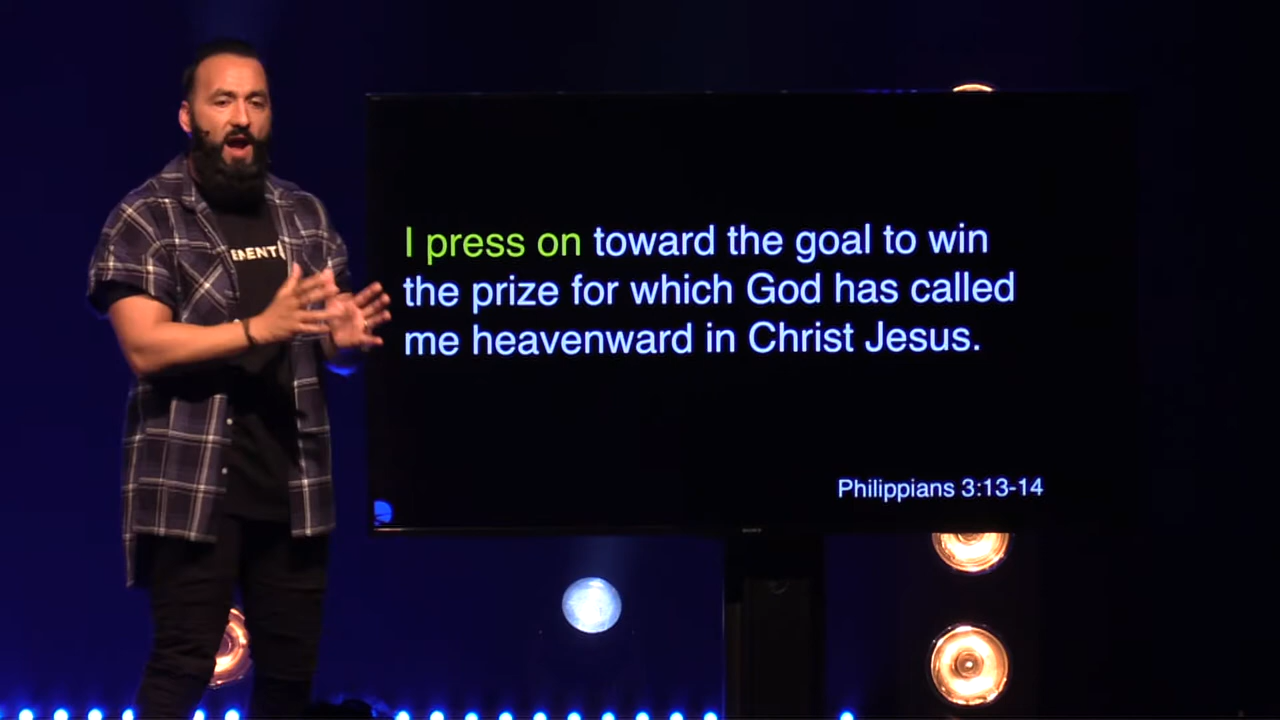 I press on toward the goal to win
the prize for which God has called
me heavenward in Christ Jesus.
Philippians 3:13-14